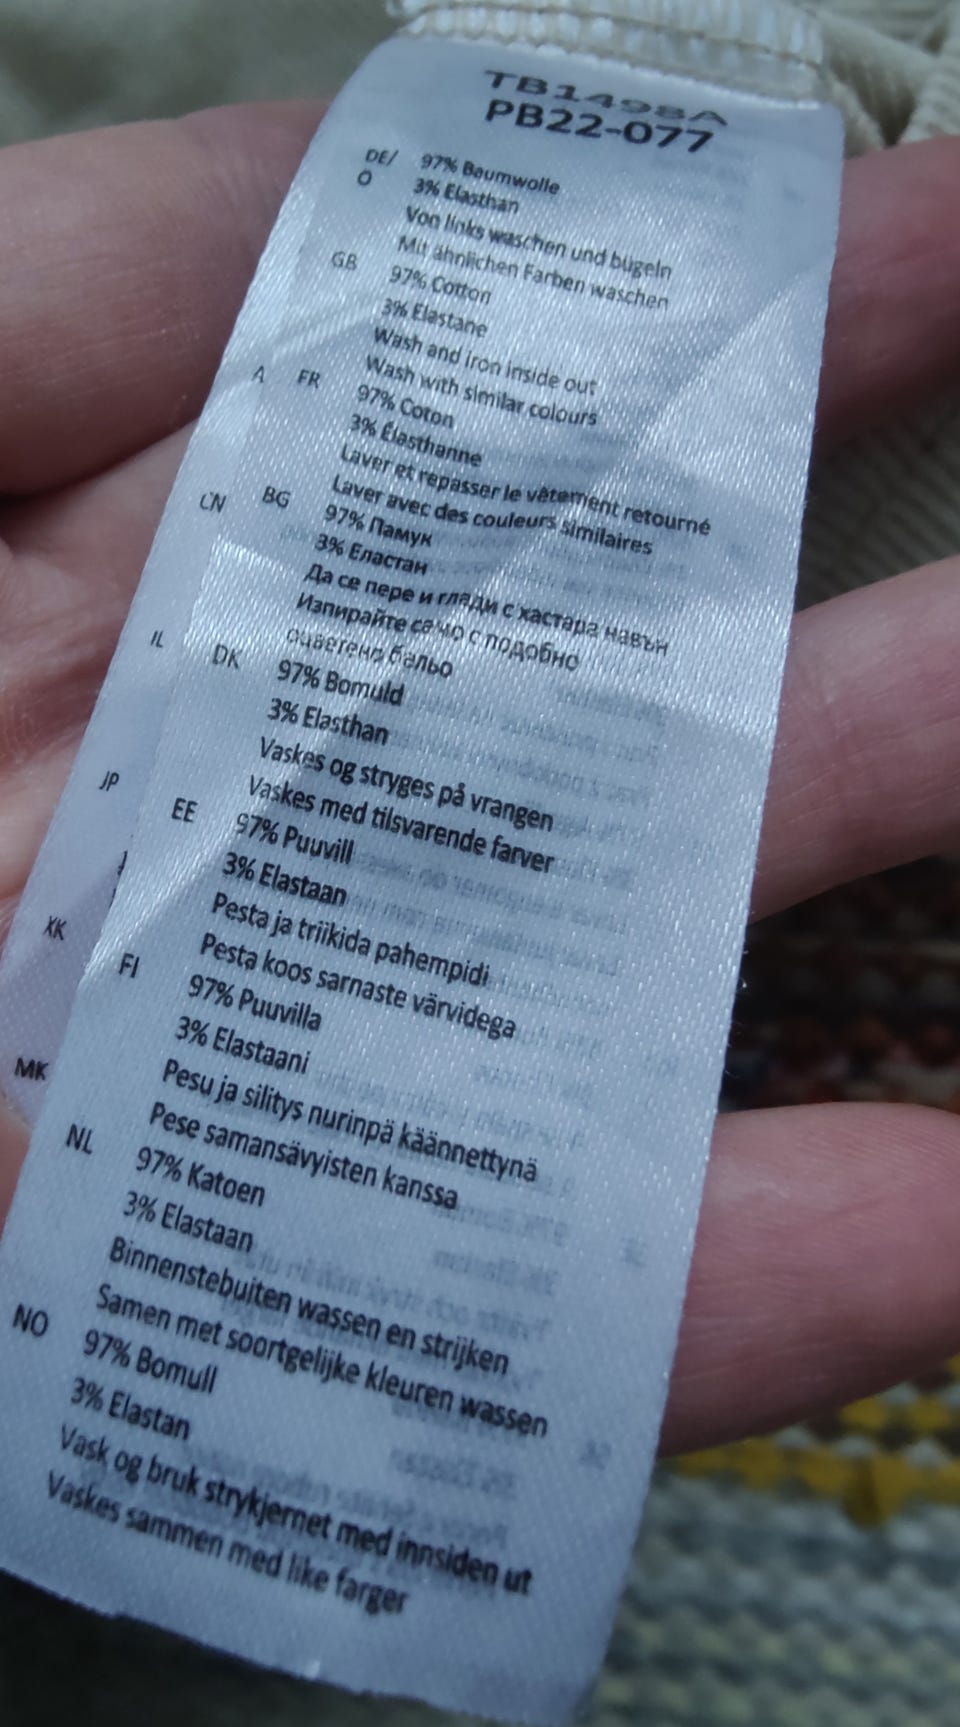 TB1498A
PB22-077
DE/ 97% Baumwolle
O 3% Elasthan
Von links waschen und bügeln
Mit ähnlichen Farben waschen
GB 97% Cotton
3% Elastane
Wash and iron inside out
Wash with similar colours
FR 97% Coton
3% Élasthanne
Laver et repasser le vêtement retourné
Laver avec des couleurs similaires
BG 97% Памук
3% Еластан
Да се пере и глади с хастара навън
Изпирайте само с подобно
оцветено бальо
DK 97% Bomuld
3% Elasthan
Vaskes og stryges på vrangen
Vaskes med tilsvarende farver
EE 97% Puuvill
3% Elastaan
Pesta ja triikida pahempidi
Pesta koos sarnaste värvidega
FI 97% Puuvilla
3% Elastaani
Pesu ja silitys nurinpä käännettynä
Pese samansävyisten kanssa
NL 97% Katoen
3% Elastaan
Binnenstebuiten wassen en strijken
Samen met soortgelijke kleuren wassen
NO 97% Bomull
3% Elastan
Vask og bruk strykjernet med innsiden ut
Vaskes sammen med like farger
A
CN
IL
JP
XK
MK